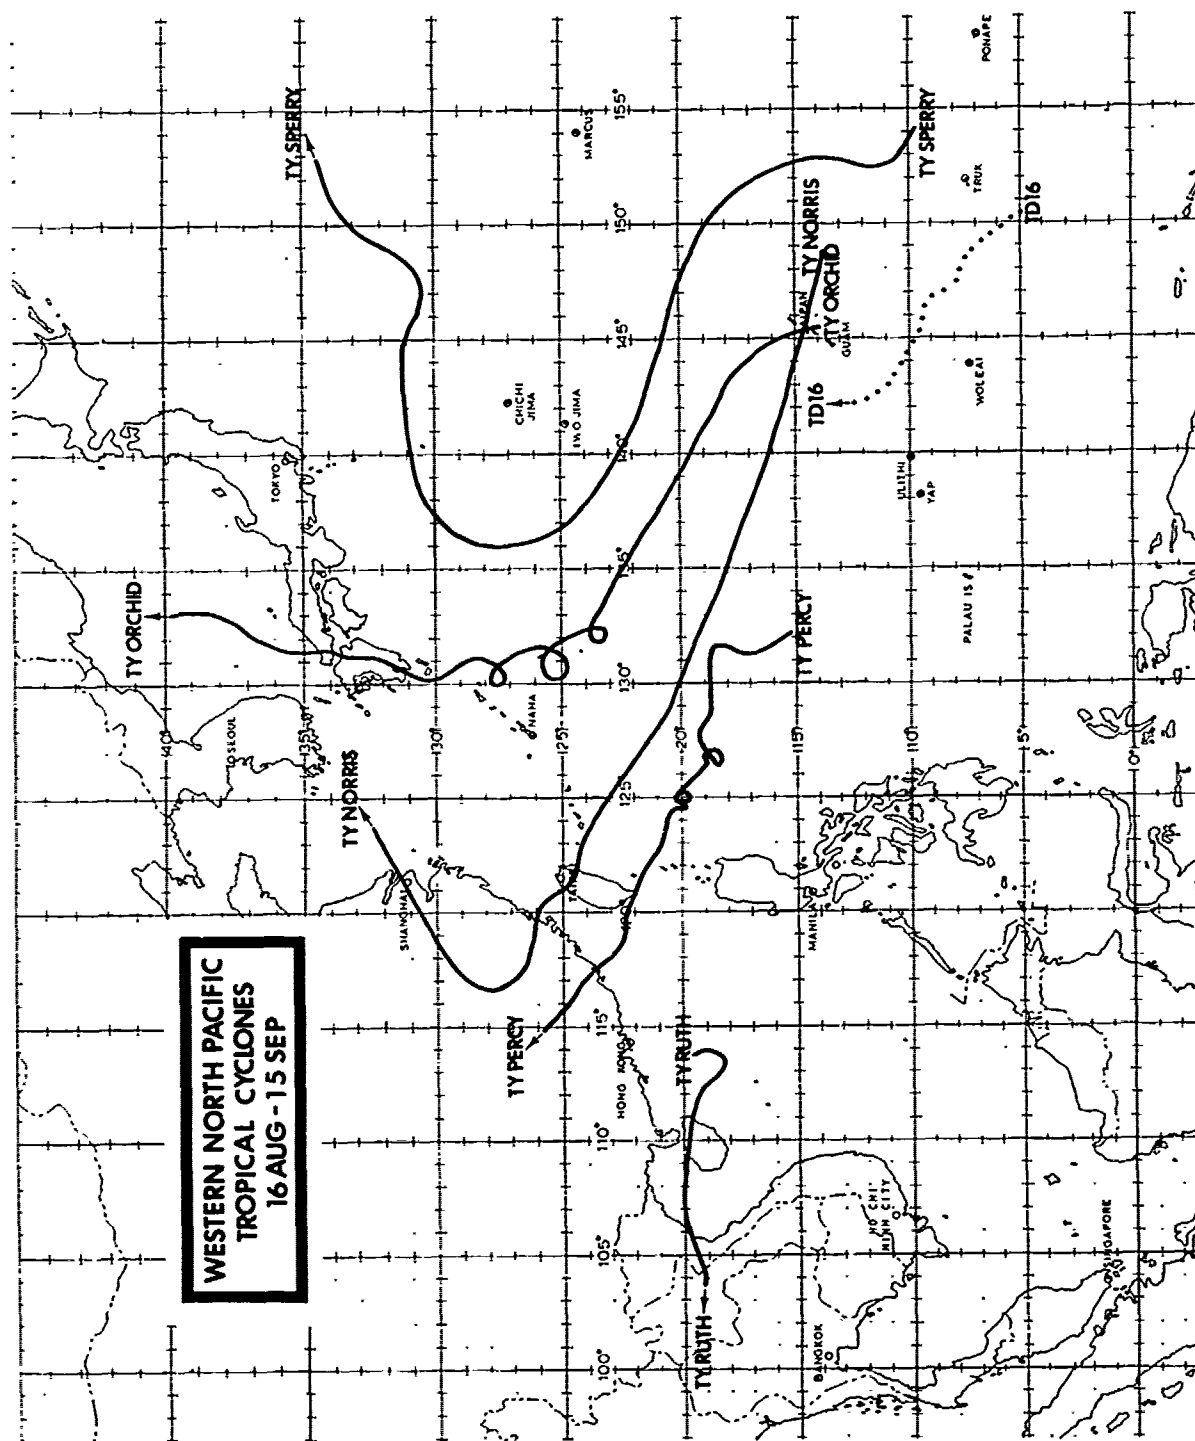 WESTERN NORTH PACIFIC
TROPICAL CYCLONES
16 AUG - 15 SEP
TY SPERRY
TY ORCHID
TY NORRIS
TY PERCY
TY RUTH
TY RUTH
TY PERCY
TD16
TY NORRIS
TY ORCHID
TY SPERRY
TD16
TOKYO
SEOUL
SHANGHAI
NAHA
CHICHI
JIMA
IWO JIMA
MARCUS
GUAM
PONAPE
TRUK
WOLEAI
ULITHI
YAP
PALAU IS
MANILA
HONG KONG
HO CHI
MINH CITY
BANGKOK
SINGAPORE
100°
105°
110°
115°
125°
130°
135°
140°
145°
150°
155°
40°
35°
30°
25°
20°
15°
10°
5°
0°